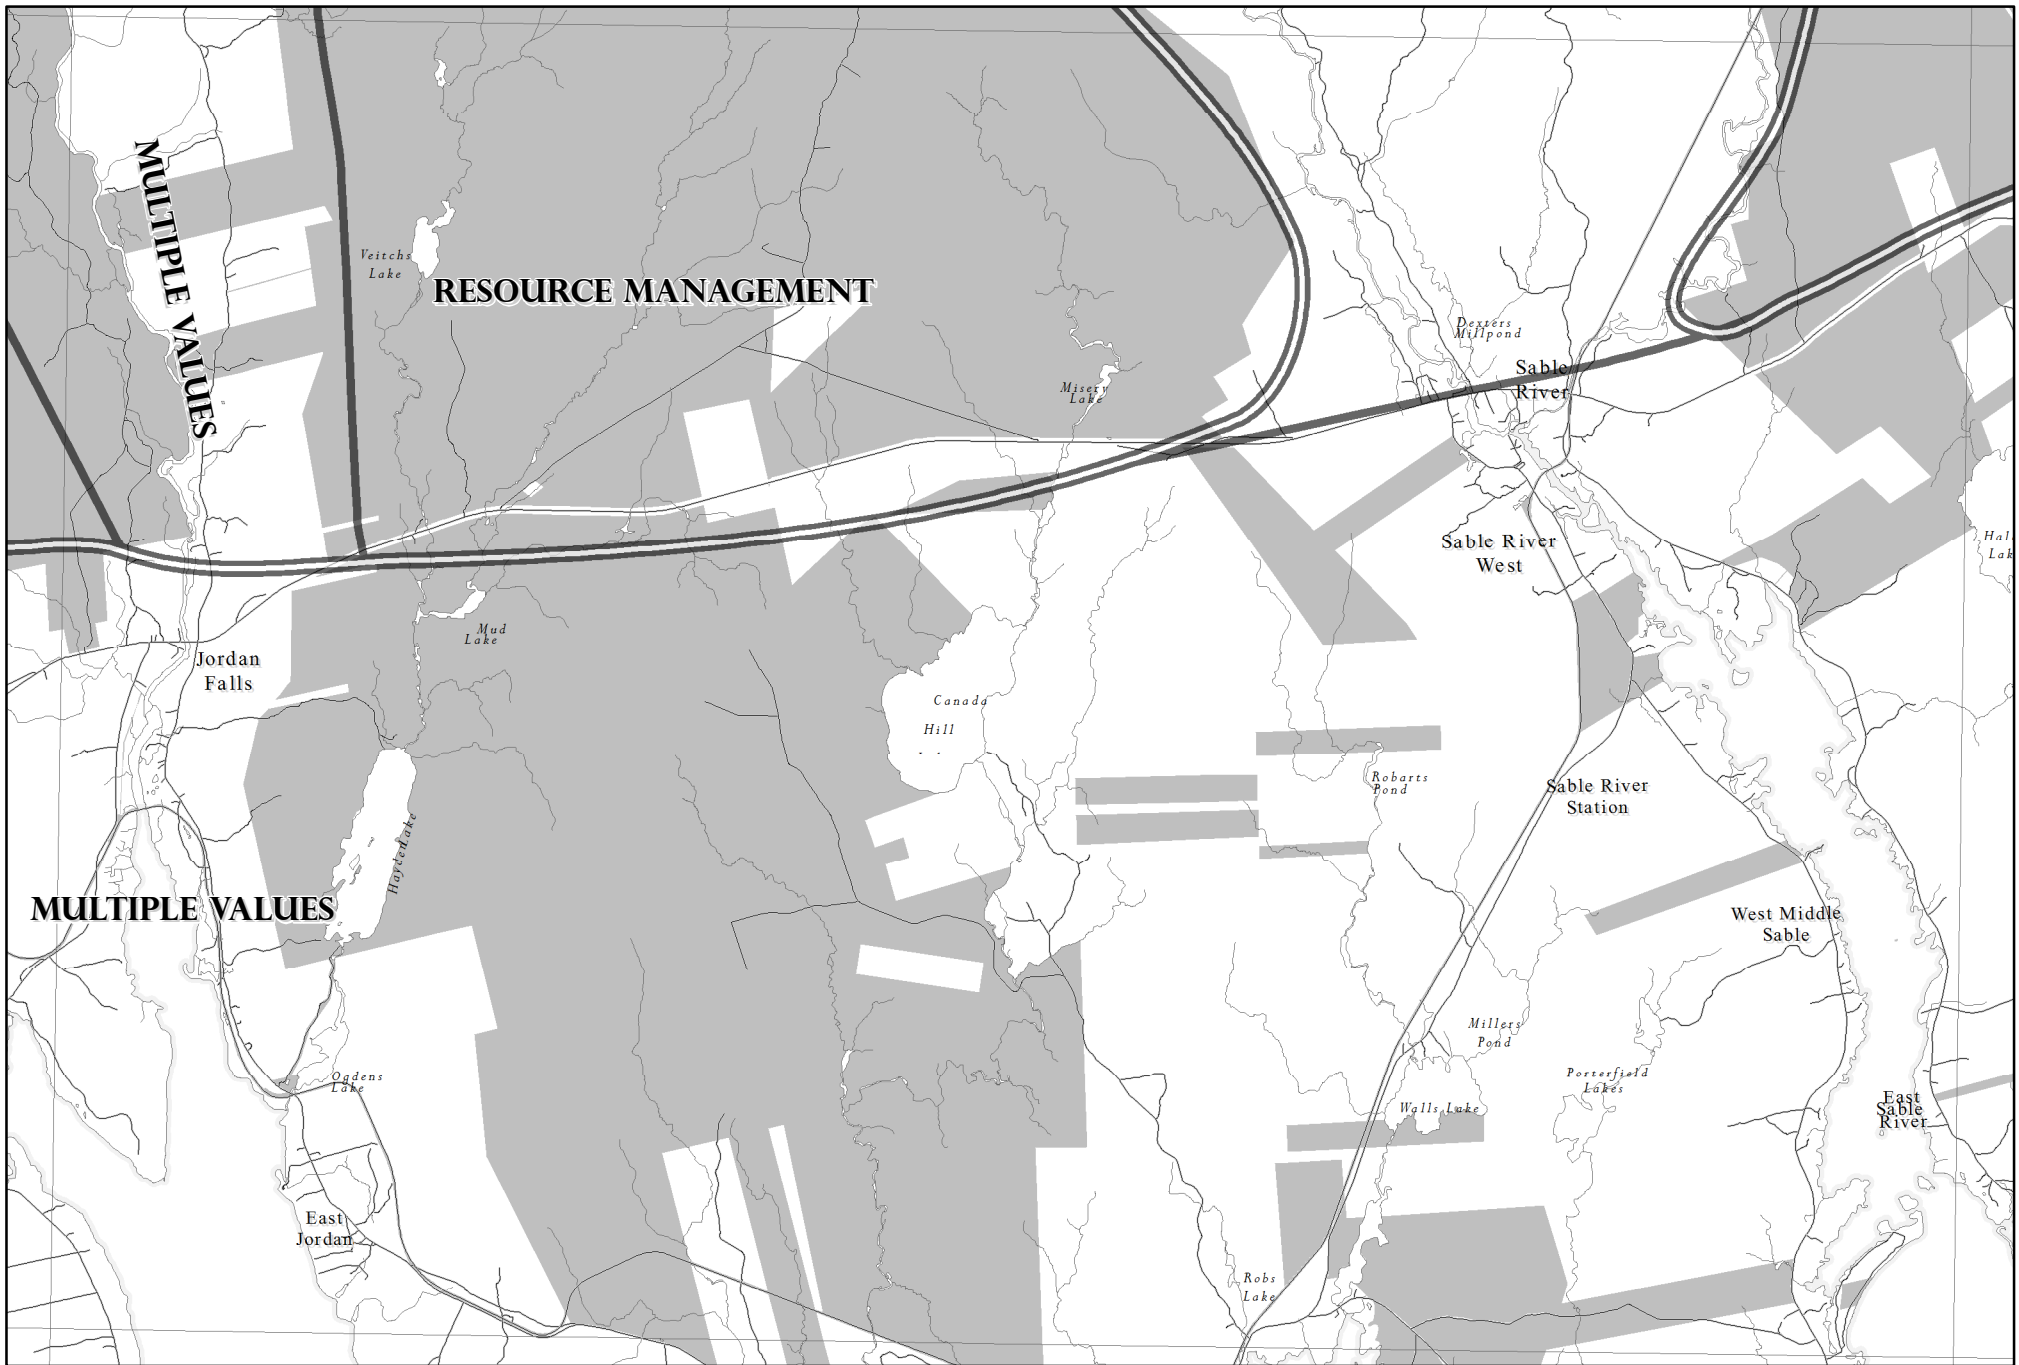 MULTIPLE VALUES
Veitchs
Lake
RESOURCE MANAGEMENT
Dexters
Millpond
Sable
River
Misery
Lake
Sable River
West
Mud
Lake
Jordan
Falls
Canada
Hill
Robarts
Pond
Sable River
Station
Hayden Lake
MULTIPLE VALUES
West Middle
Sable
Millers
Pond
Ogdens
Lake
Porterfield
Lakes
Walls Lake
East
Sable
River
East
Jordan
Robs
Lake